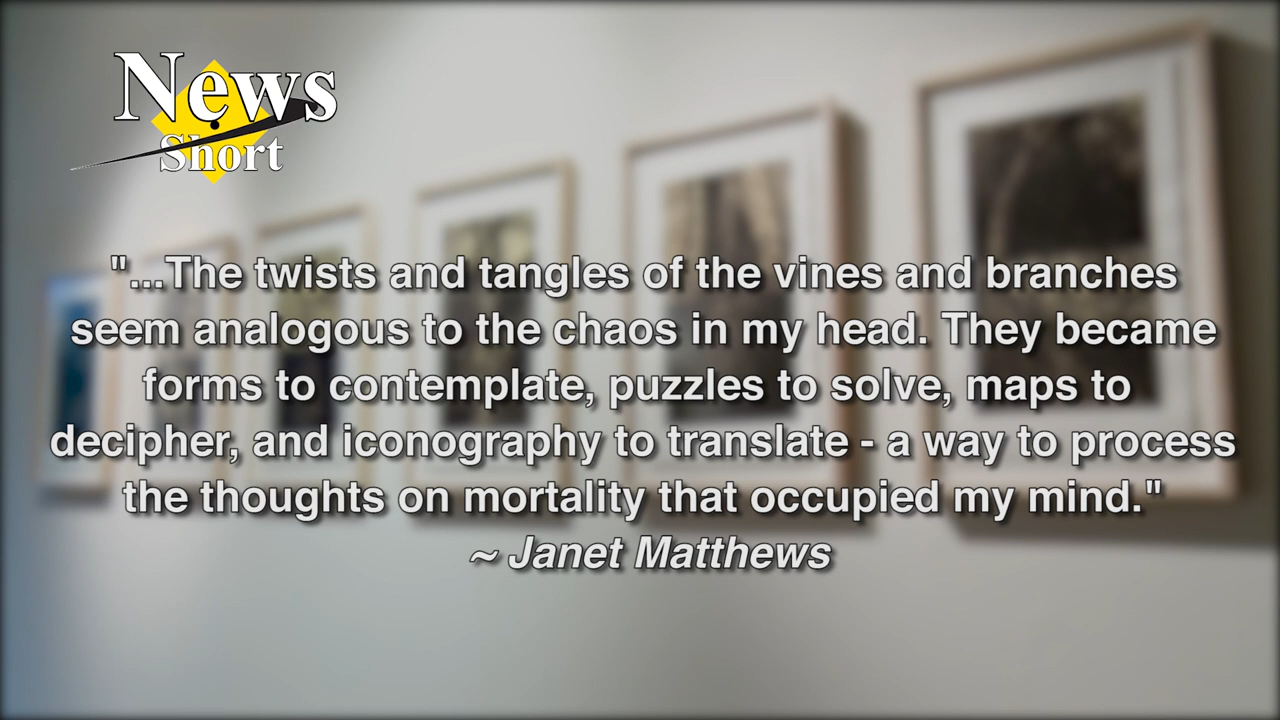 News
Short
"...The twists and tangles of the vines and branches
seem analogous to the chaos in my head. They became
forms to contemplate, puzzles to solve, maps to
decipher, and iconography to translate - a way to process
the thoughts on mortality that occupied my mind."
~ Janet Matthews